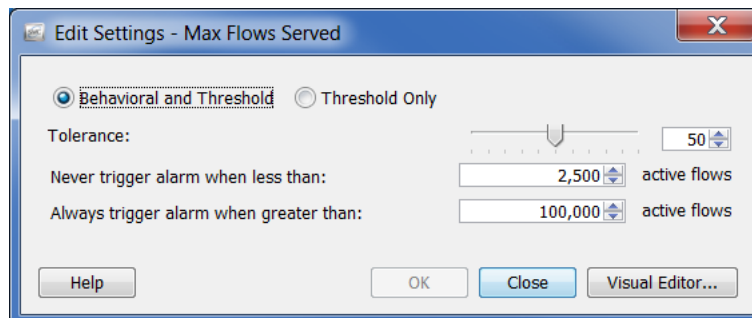 Edit Settings - Max Flows Served
Behavioral and Threshold Threshold Only
Tolerance: 50
Never trigger alarm when less than: 2,500 active flows
Always trigger alarm when greater than: 100,000 active flows
Help OK Close Visual Editor...